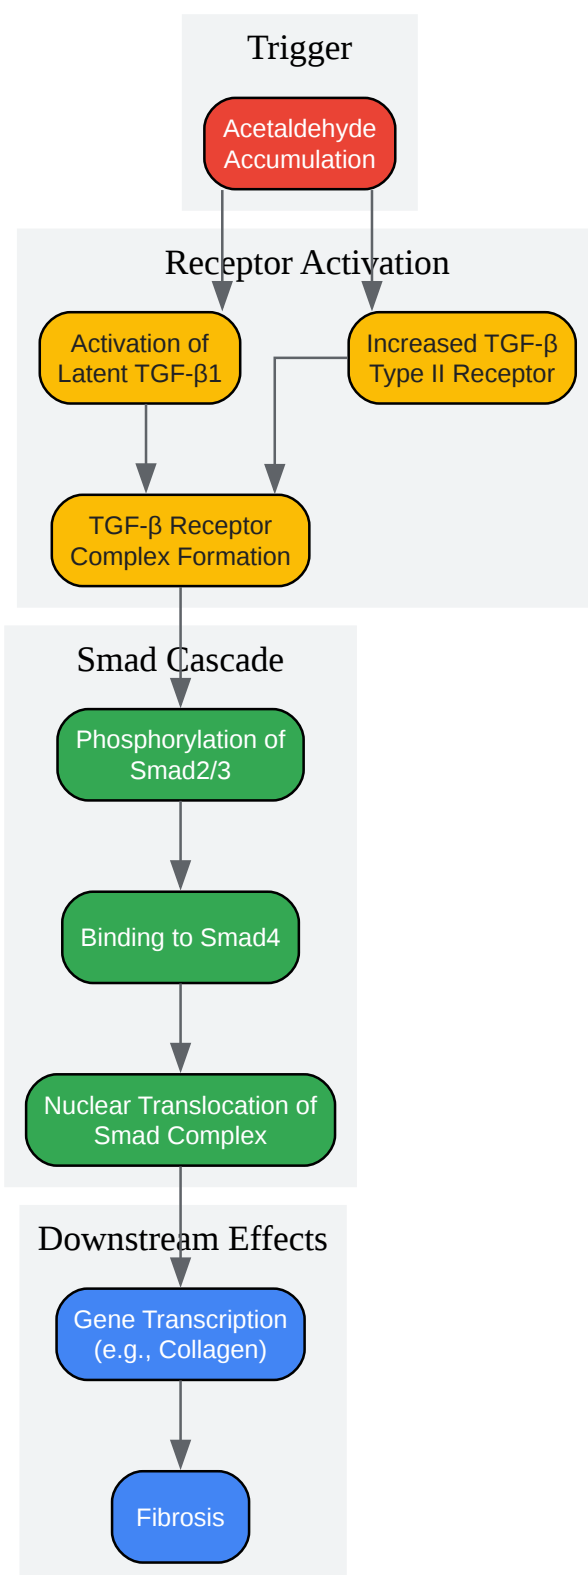 Trigger
Acetaldehyde
Accumulation
Receptor Activation
Activation of
Latent TGF-β1
Increased TGF-β
Type II Receptor
TGF-β Receptor
Complex Formation
Smad Cascade
Phosphorylation of
Smad2/3
Binding to Smad4
Nuclear Translocation of
Smad Complex
Downstream Effects
Gene Transcription
(e.g., Collagen)
Fibrosis